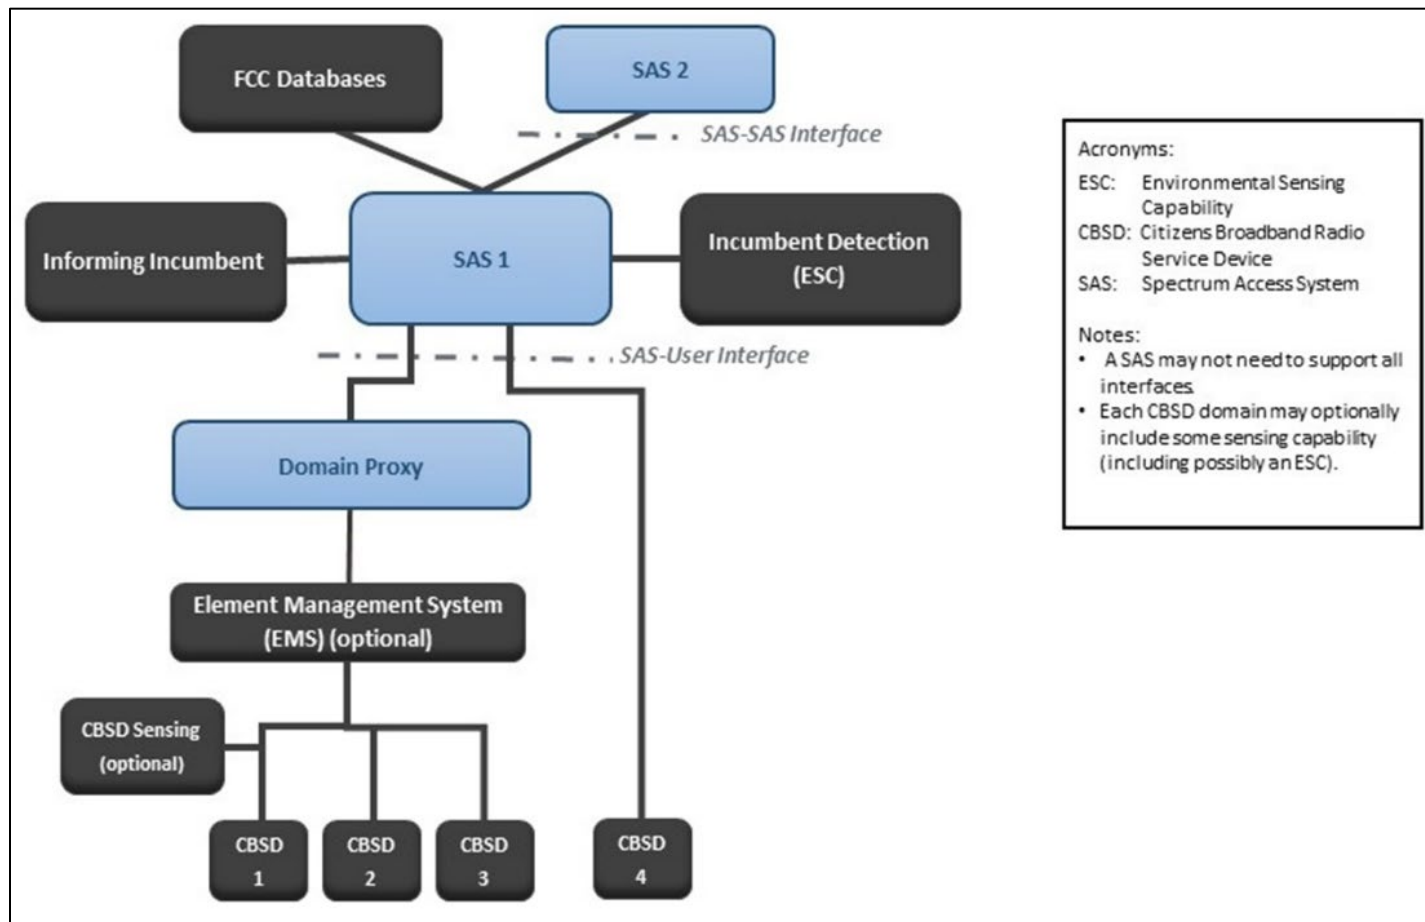 FCC Databases
SAS 2
SAS-SAS Interface
Informing Incumbent
SAS 1
Incumbent Detection
(ESC)
SAS-User Interface
Domain Proxy
Element Management System
(EMS) (optional)
CBSD Sensing
(optional)
CBSD
1
CBSD
2
CBSD
3
CBSD
4
Acronyms:
ESC: Environmental Sensing
Capability
CBSD: Citizens Broadband Radio
Service Device
SAS: Spectrum Access System
Notes:
• A SAS may not need to support all
interfaces.
• Each CBSD domain may optionally
include some sensing capability
(including possibly an ESC).